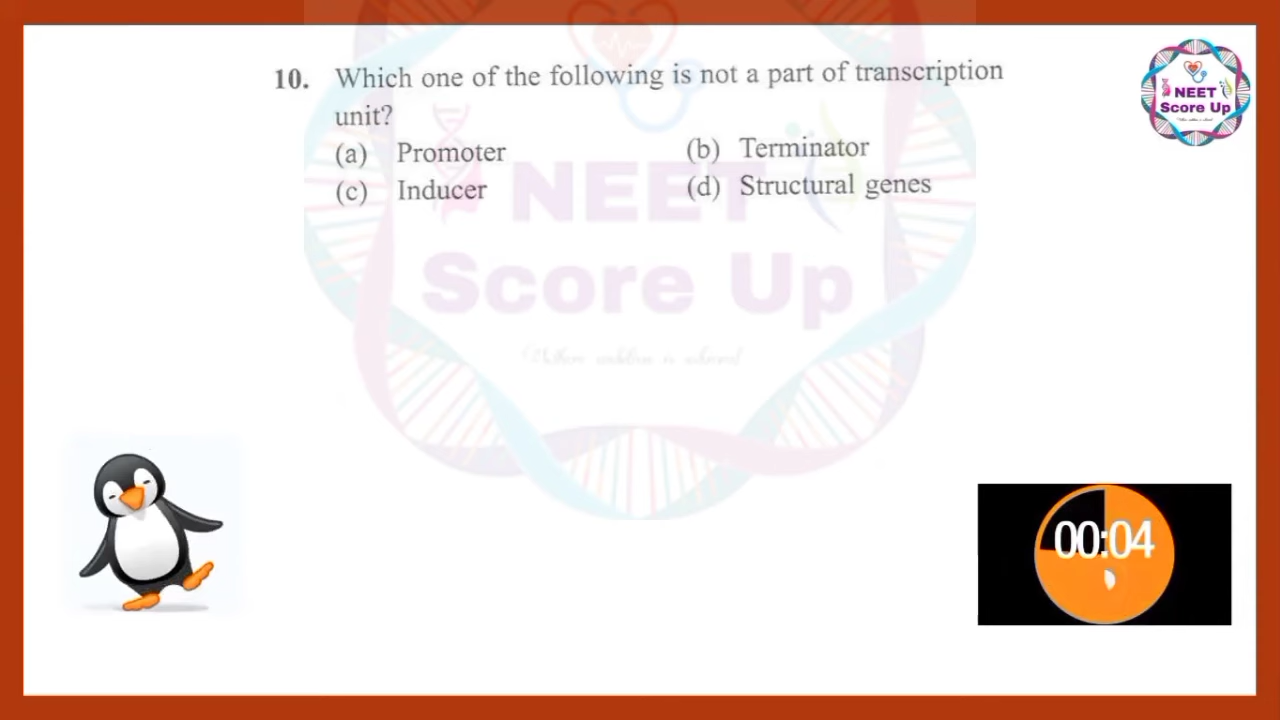 10. Which one of the following is not a part of transcription
unit?
(a) Promoter (b) Terminator
(c) Inducer (d) Structural genes
NEET
Score Up
NEET
Score Up
00:04